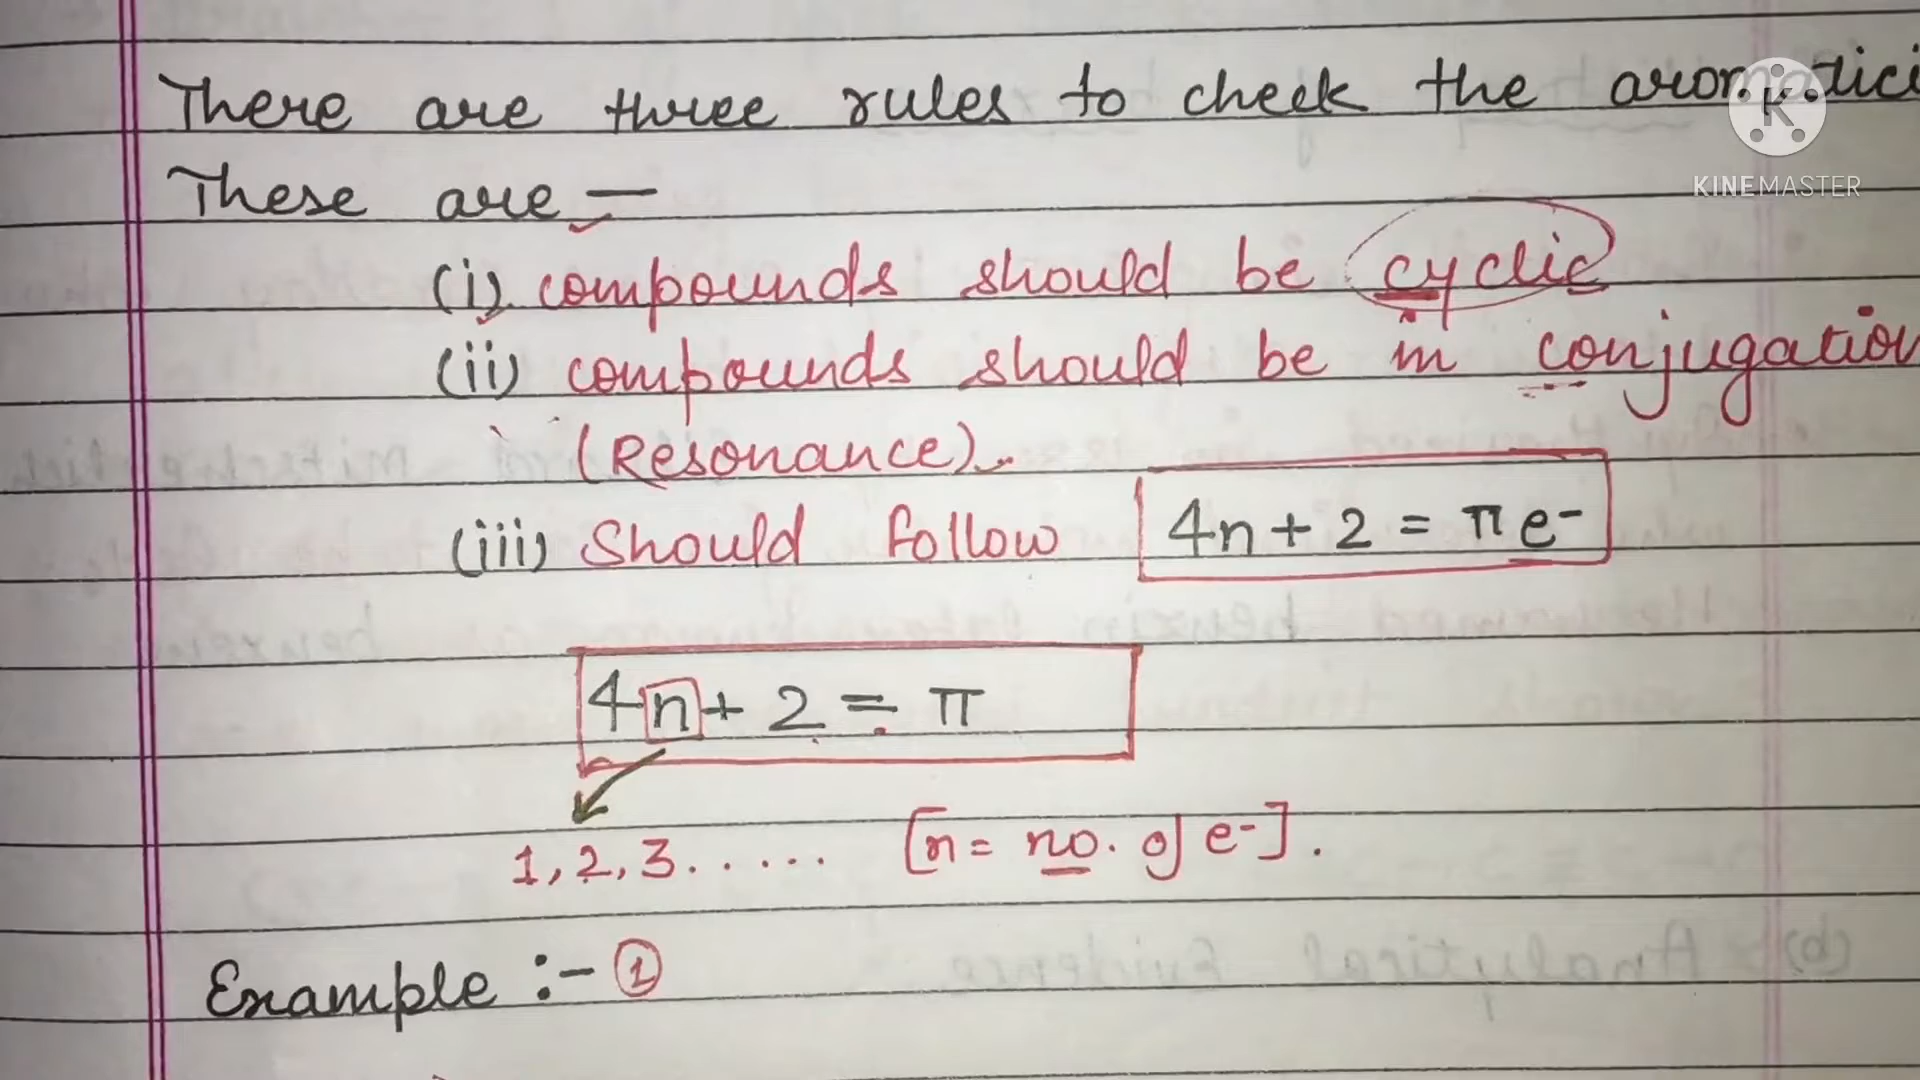 There are three rules to check the aromatici
These are —
(i) compounds should be cyclic
(ii) compounds should be in conjugation
(Resonance).
(iii) Should follow 4n + 2 = π e-
4n + 2 = π
1, 2, 3 ..... [n = no. of e-].
Example :- ①
K
KINEMASTER